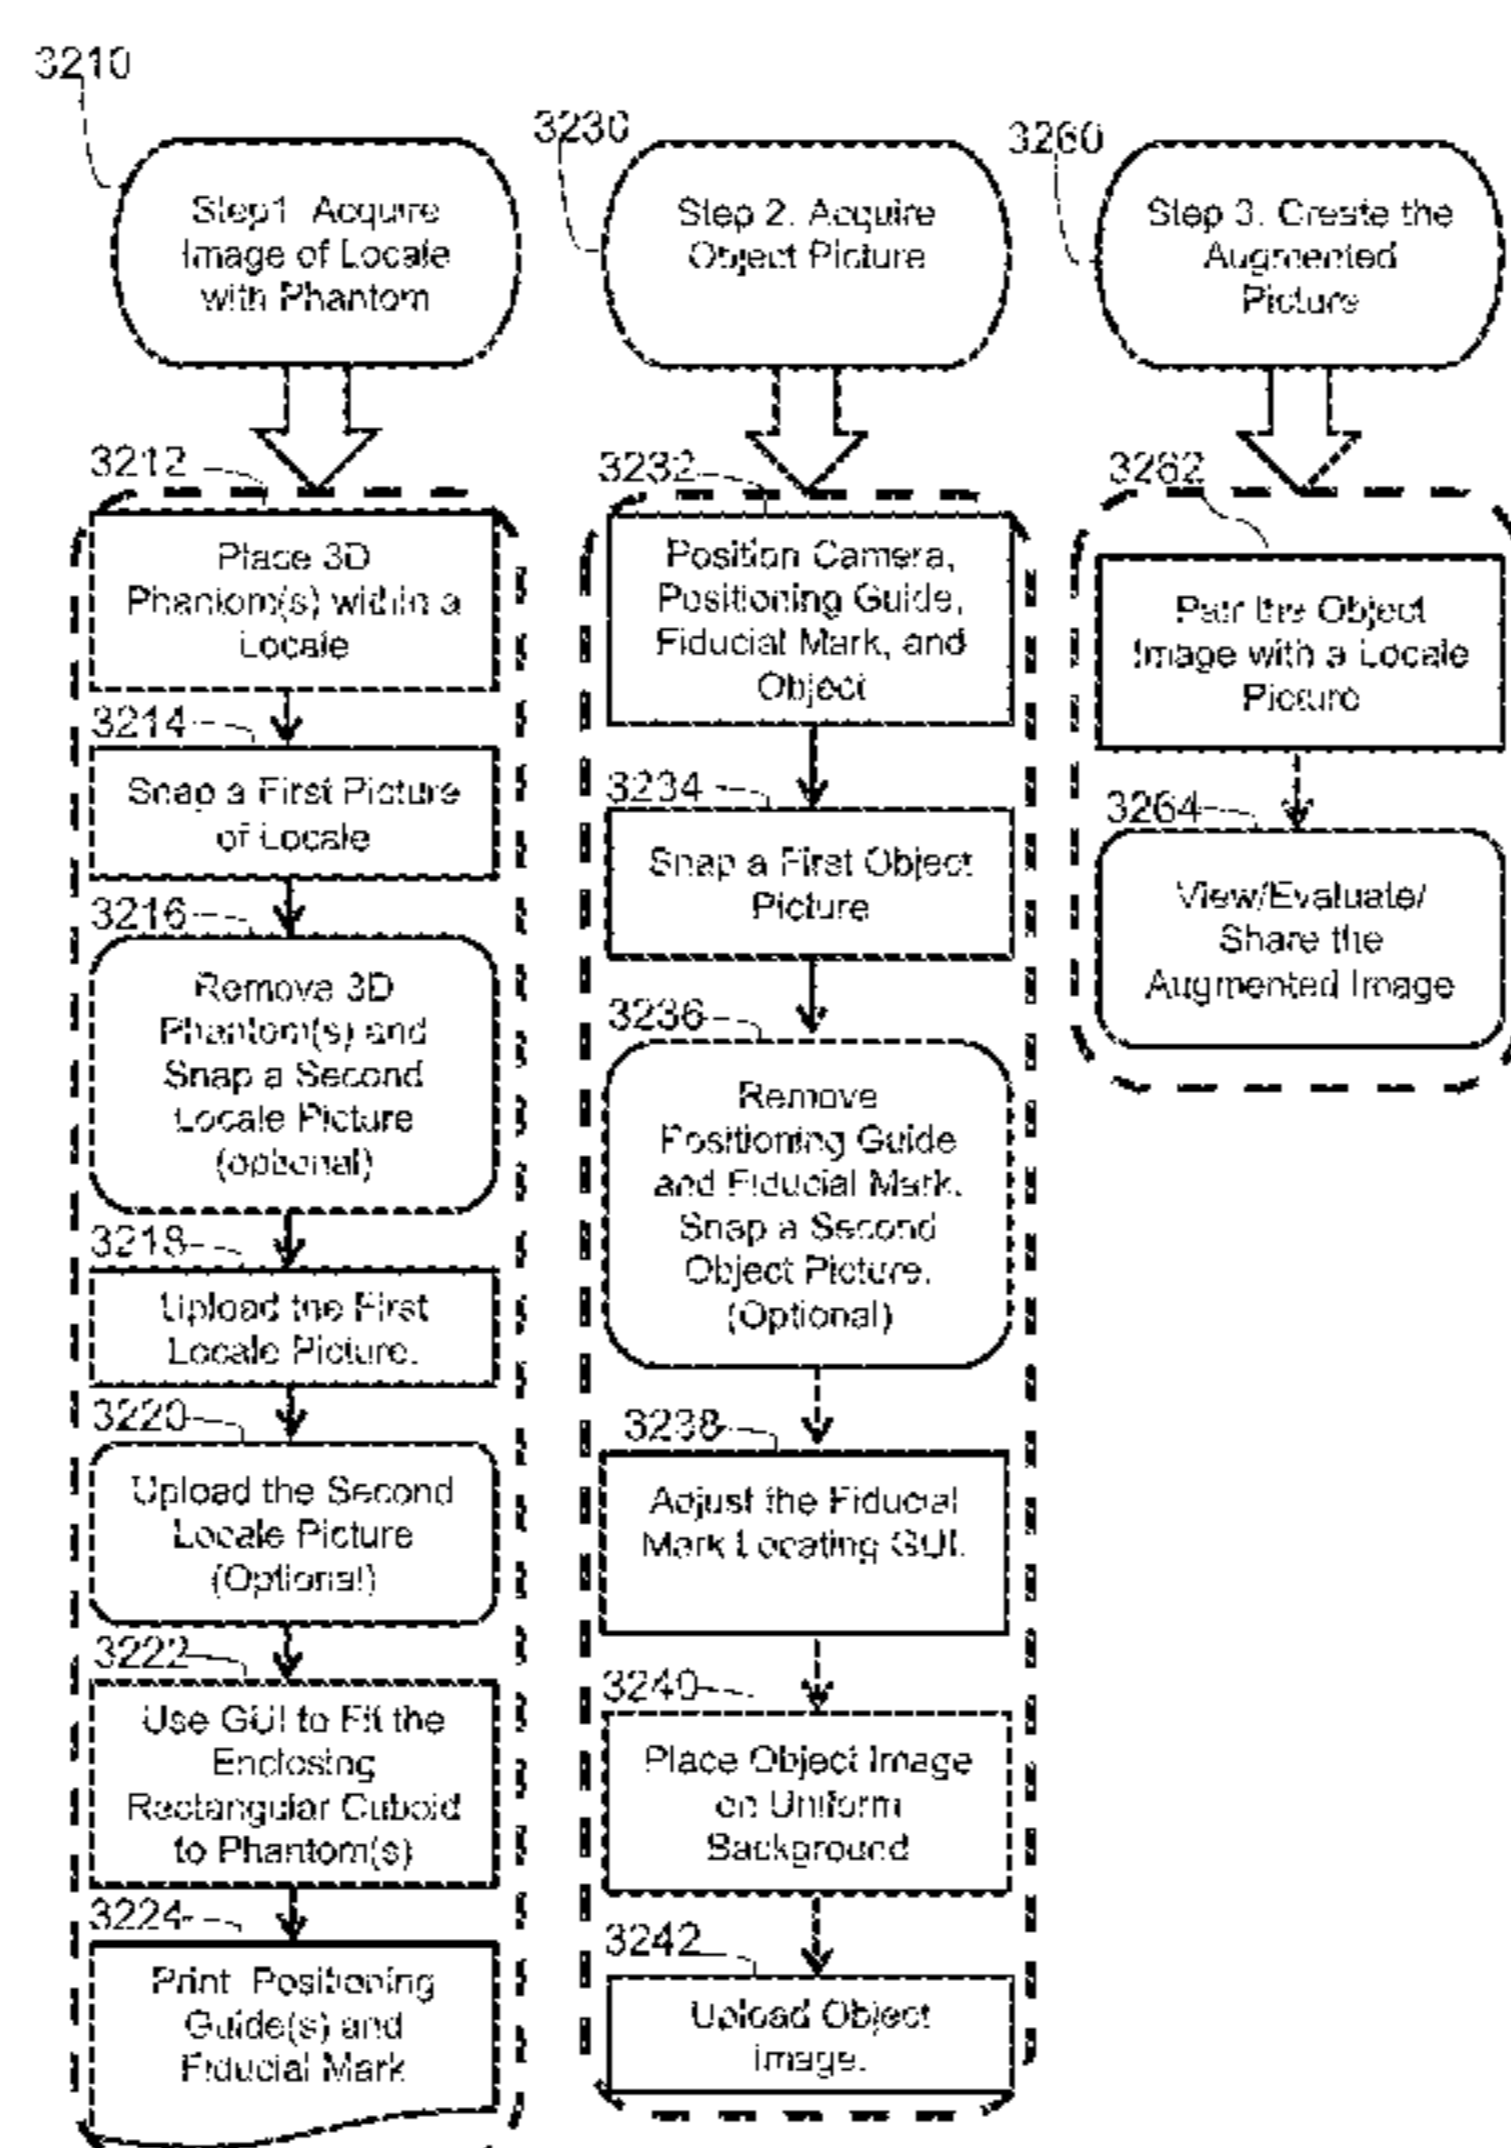 3210
Step1. Acquire
Image of Locale
with Phantom
3212
Place 3D
Phantom(s) within a
Locale
3214
Snap a First Picture
of Locale
3216
Remove 3D
Phantom(s) and
Snap a Second
Locale Picture
(optional)
3218
Upload the First
Locale Picture.
3220
Upload the Second
Locale Picture
(Optional)
3222
Use GUI to Fit the
Enclosing
Rectangular Cuboid
to Phantom(s)
3224
Print Positioning
Guide(s) and
Fiducial Mark
3230
Step 2. Acquire
Object Picture
3232
Position Camera,
Positioning Guide,
Fiducial Mark, and
Object
3234
Snap a First Object
Picture
3236
Remove
Positioning Guide
and Fiducial Mark.
Snap a Second
Object Picture.
(Optional)
3238
Adjust the Fiducial
Mark Locating GUI.
3240
Place Object Image
on Uniform
Background
3242
Upload Object
Image.
3260
Step 3. Create the
Augmented
Picture
3262
Pair the Object
Image with a Locale
Picture
3264
View/Evaluate/
Share the
Augmented Image